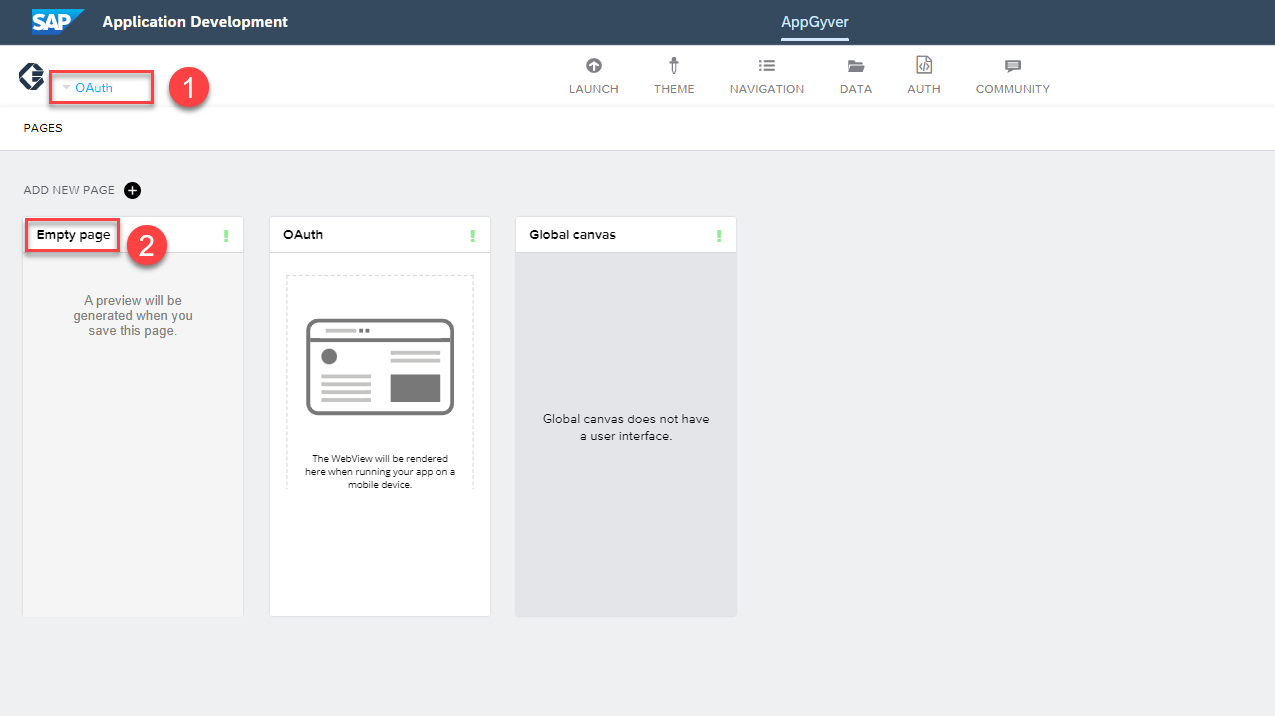 SAP Application Development
AppGyver
OAuth
1
LAUNCH
THEME
NAVIGATION
DATA
AUTH
COMMUNITY
PAGES
ADD NEW PAGE
Empty page
2
A preview will be
generated when you
save this page.
OAuth
The WebView will be rendered
here when running your app on a
mobile device.
Global canvas
Global canvas does not have
a user interface.